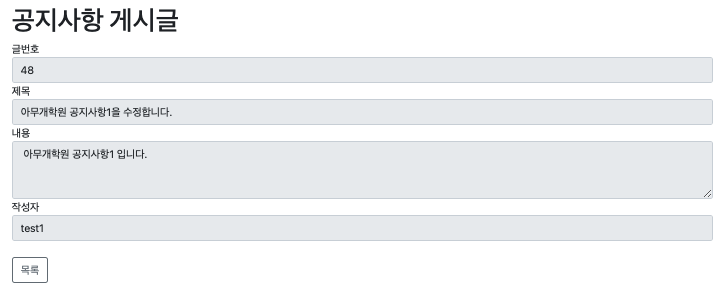 공지사항 게시글
글번호
48
제목
아무개학원 공지사항1을 수정합니다.
내용
아무개학원 공지사항1 입니다.
작성자
test1
목록